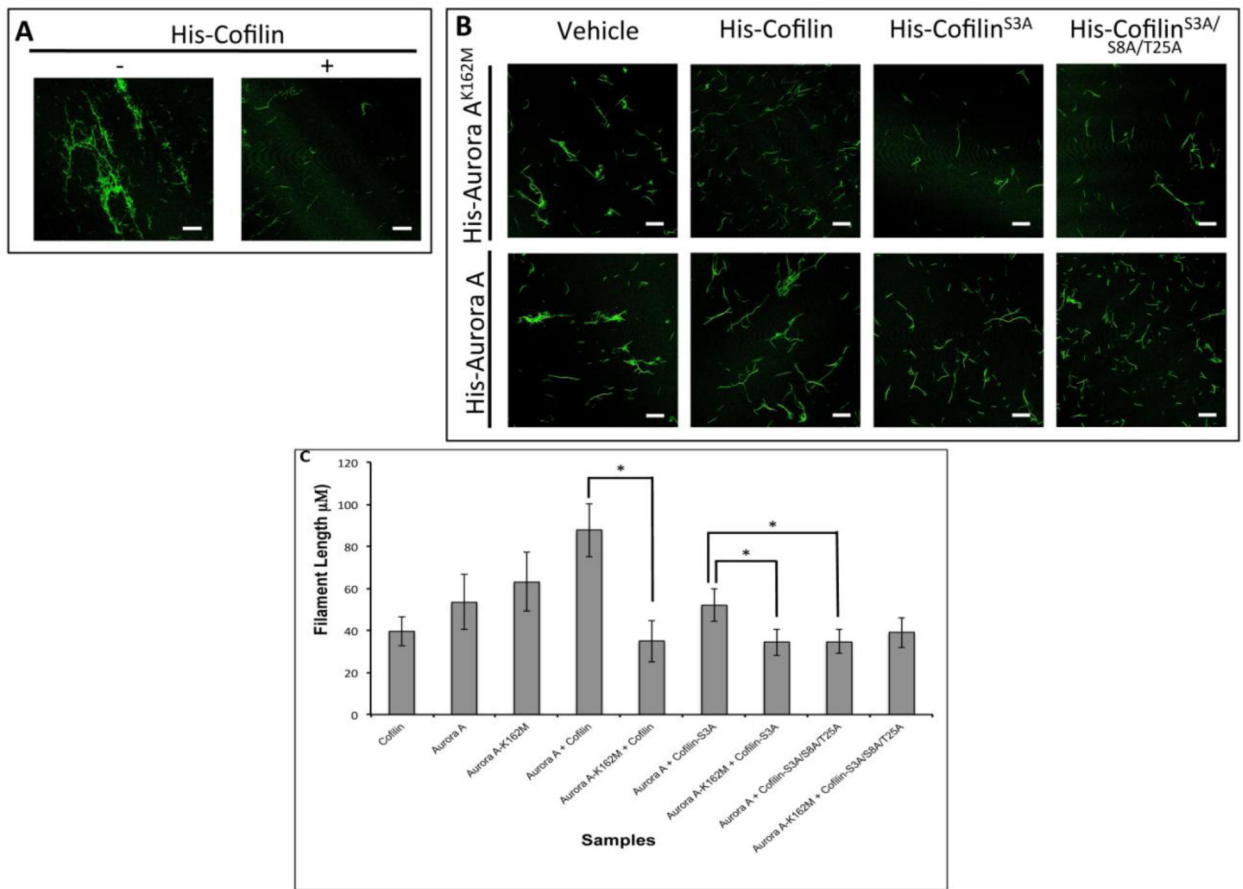 A
His-Cofilin
- +
B
Vehicle His-Cofilin His-Cofilin^S3A His-Cofilin^S3A/
S8A/T25A
His-Aurora A^K162M
His-Aurora A
C
120
100
80
60
40
20
0
Filament Length μM)
*
*
*
Cofilin
Aurora A
Aurora A-K162M
Aurora A + Cofilin
Aurora A-K162M + Cofilin
Aurora A + Cofilin-S3A
Aurora A-K162M + Cofilin-S3A
Aurora A + Cofilin-S3A/S8A/T25A
Aurora A-K162M + Cofilin-S3A/S8A/T25A
Samples